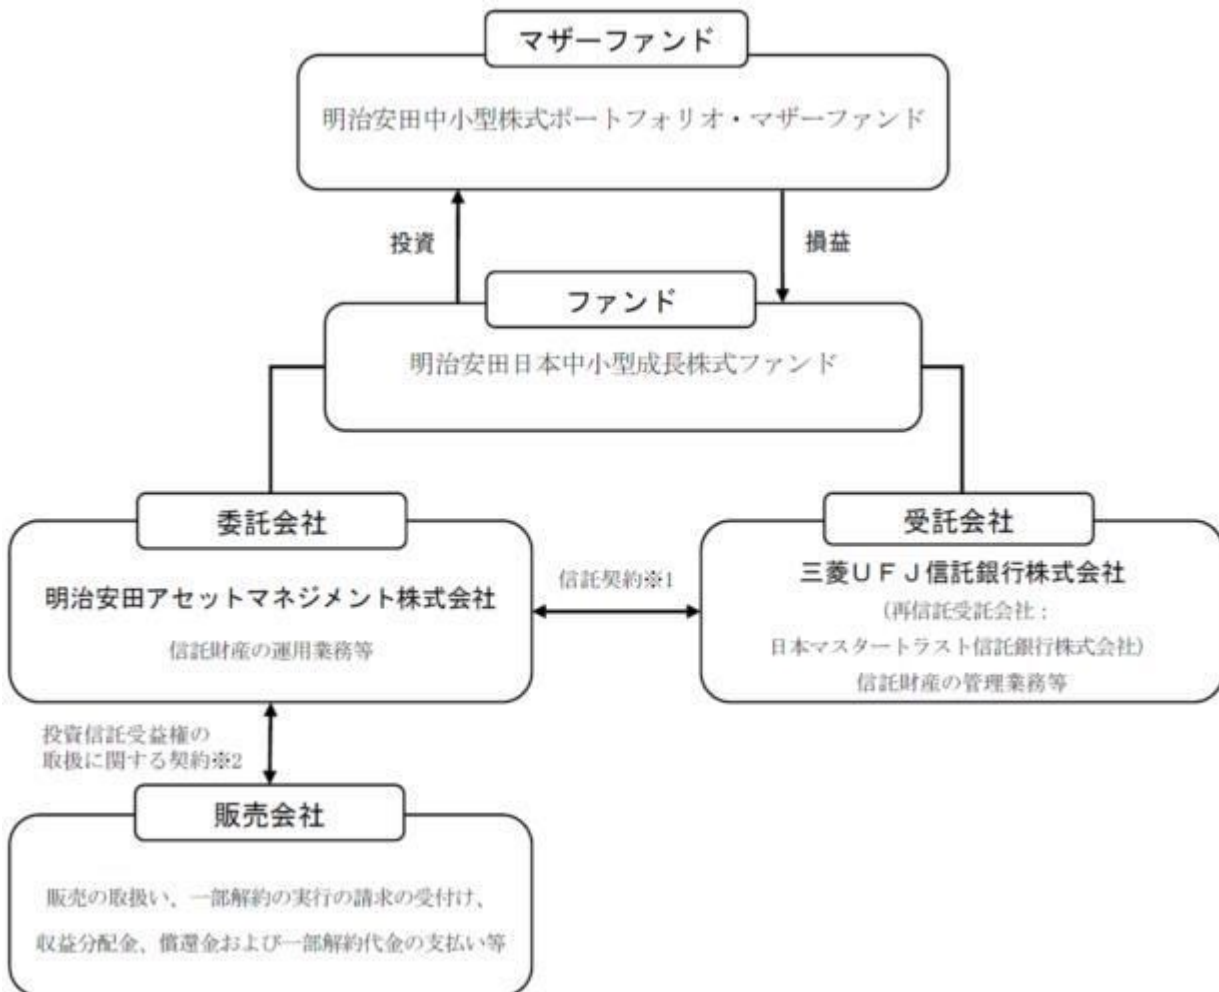 マザーファンド
明治安田中小型株式ポートフォリオ・マザーファンド
投資
損益
ファンド
明治安田日本中小型成長株式ファンド
委託会社
明治安田アセットマネジメント株式会社
信託財産の運用業務等
信託契約※1
受託会社
三菱UFJ信託銀行株式会社
(再信託受託会社:
日本マスタートラスト信託銀行株式会社)
信託財産の管理業務等
投資信託受益権の
取扱に関する契約※2
販売会社
販売の取扱い、一部解約の実行の請求の受付け、
収益分配金、償還金および一部解約代金の支払い等